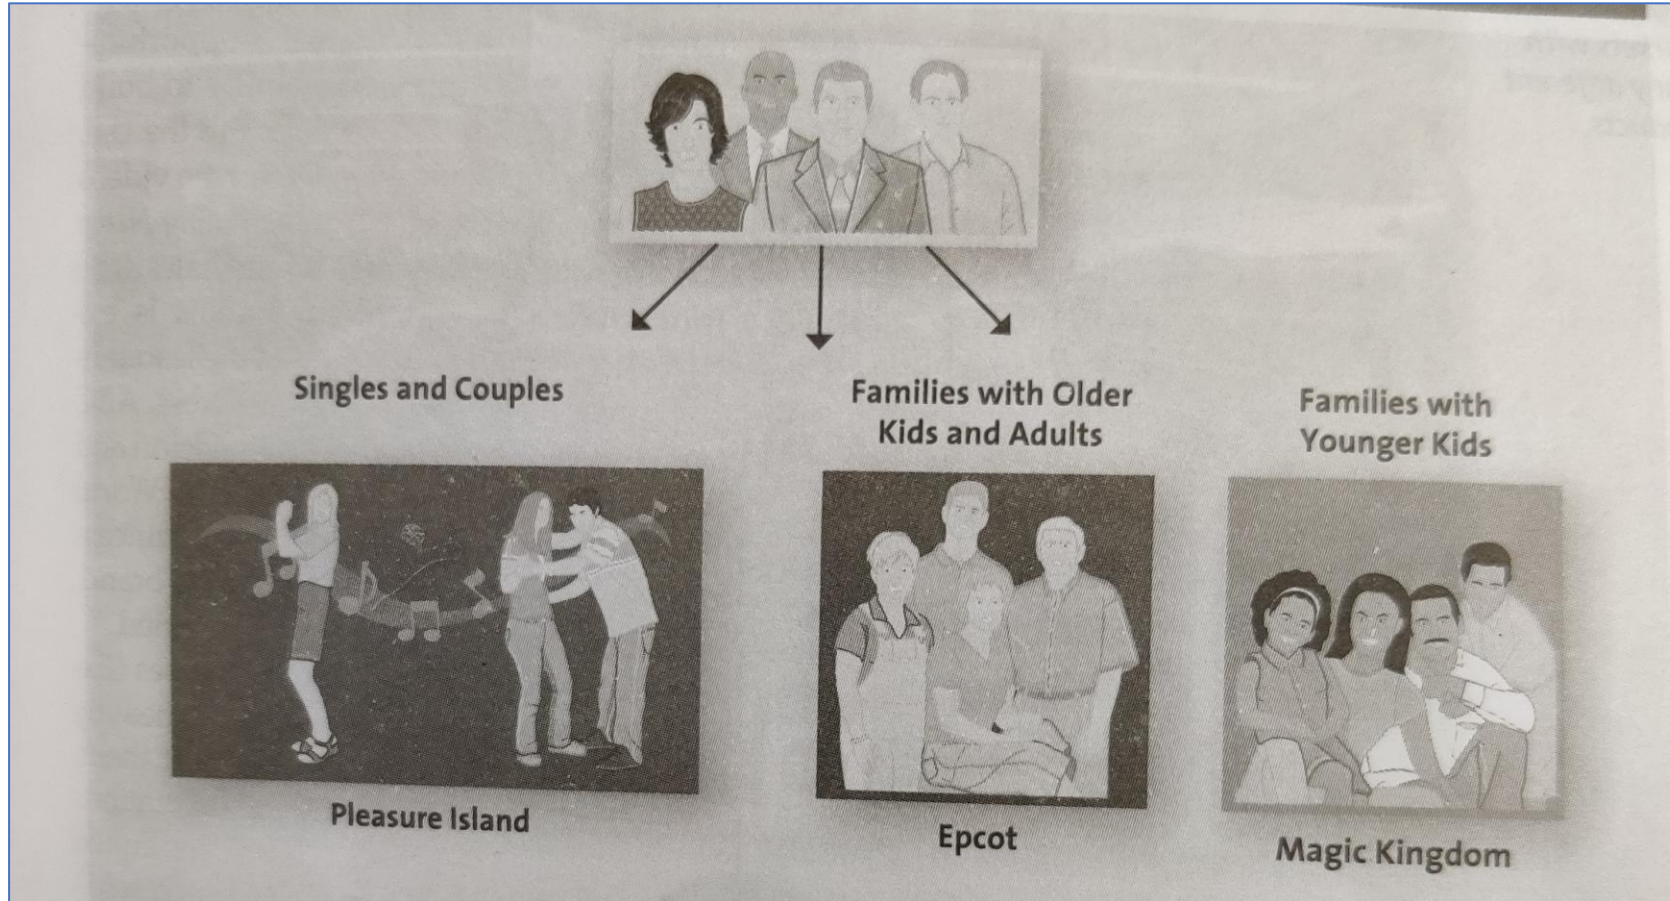 Singles and Couples
Families with Older
Kids and Adults
Families with
Younger Kids
Pleasure Island
Epcot
Magic Kingdom